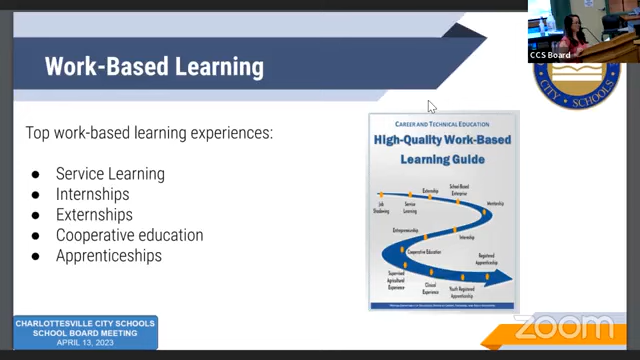 Work-Based Learning
CCS Board
CITY SCHOOLS
Top work-based learning experiences:
● Service Learning
● Internships
● Externships
● Cooperative education
● Apprenticeships
CAREER AND TECHNICAL EDUCATION
High-Quality Work-Based
Learning Guide
Job
Shadowing
Service
Learning
Externship
School-Based
Enterprise
Mentorship
Entrepreneurship
Internship
Cooperative Education
Registered
Apprenticeship
Supervised
Agricultural
Experience
Clinical
Experience
Youth Registered
Apprenticeship
CHARLOTTESVILLE CITY SCHOOLS
SCHOOL BOARD MEETING
APRIL 13, 2023
zoom